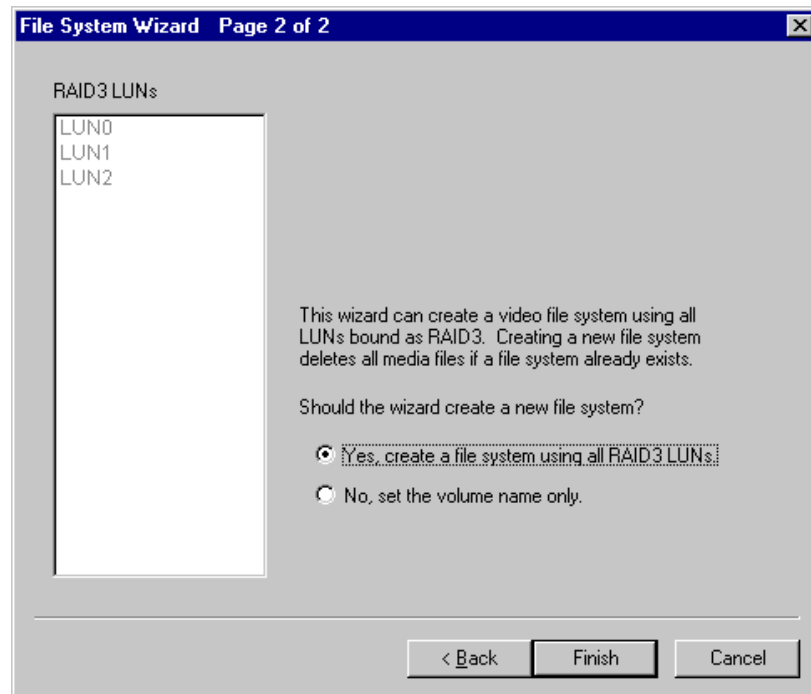 File System Wizard Page 2 of 2
RAID3 LUNs
LUN0
LUN1
LUN2
This wizard can create a video file system using all
LUNs bound as RAID3. Creating a new file system
deletes all media files if a file system already exists.
Should the wizard create a new file system?
Yes, create a file system using all RAID3 LUNs.
No, set the volume name only.
< Back
Finish
Cancel